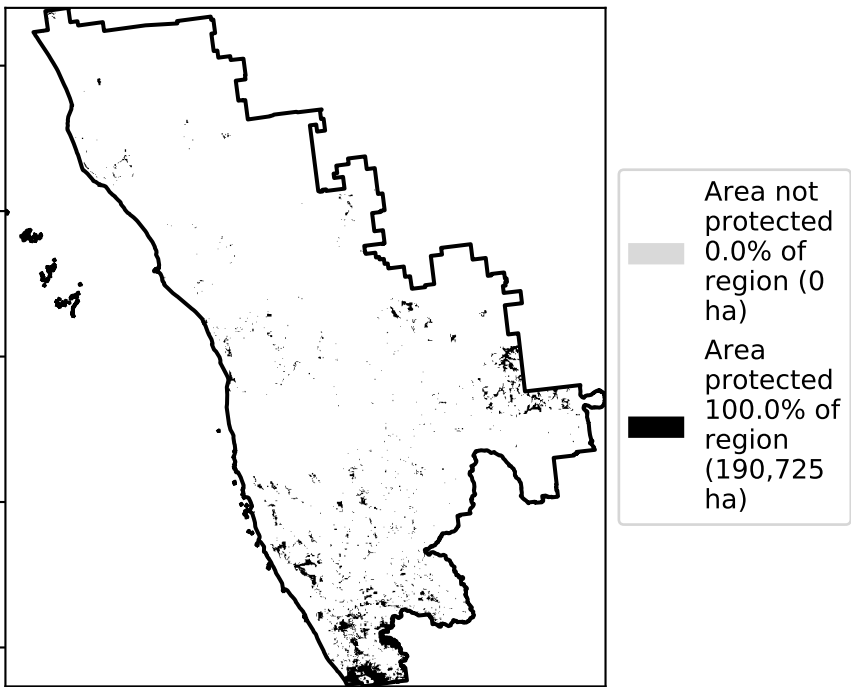 Area not
protected
0.0% of
region (0
ha)
Area
protected
100.0% of
region
(190,725
ha)